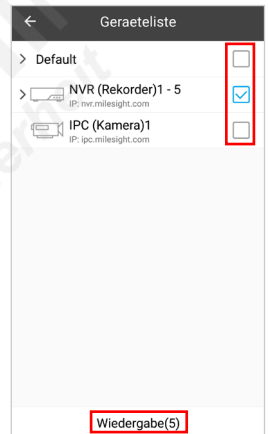 Geraeteliste
Default
NVR (Rekorder)1 - 5
IP: nvr.milesight.com
IPC (Kamera)1
IP: ipc.milesight.com
Wiedergabe(5)